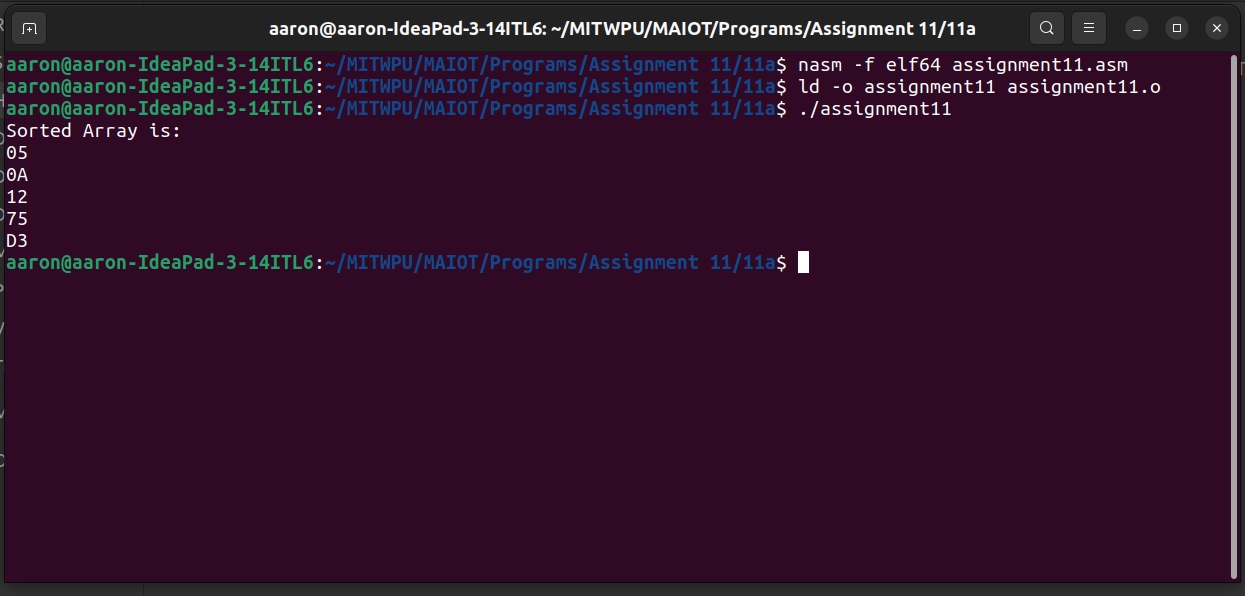 aaron@aaron-IdeaPad-3-14ITL6: ~/MITWPU/MAIOT/Programs/Assignment 11/11a
aaron@aaron-IdeaPad-3-14ITL6:~/MITWPU/MAIOT/Programs/Assignment 11/11a$ nasm -f elf64 assignment11.asm
aaron@aaron-IdeaPad-3-14ITL6:~/MITWPU/MAIOT/Programs/Assignment 11/11a$ ld -o assignment11 assignment11.o
aaron@aaron-IdeaPad-3-14ITL6:~/MITWPU/MAIOT/Programs/Assignment 11/11a$ ./assignment11
Sorted Array is:
05
0A
12
75
D3
aaron@aaron-IdeaPad-3-14ITL6:~/MITWPU/MAIOT/Programs/Assignment 11/11a$